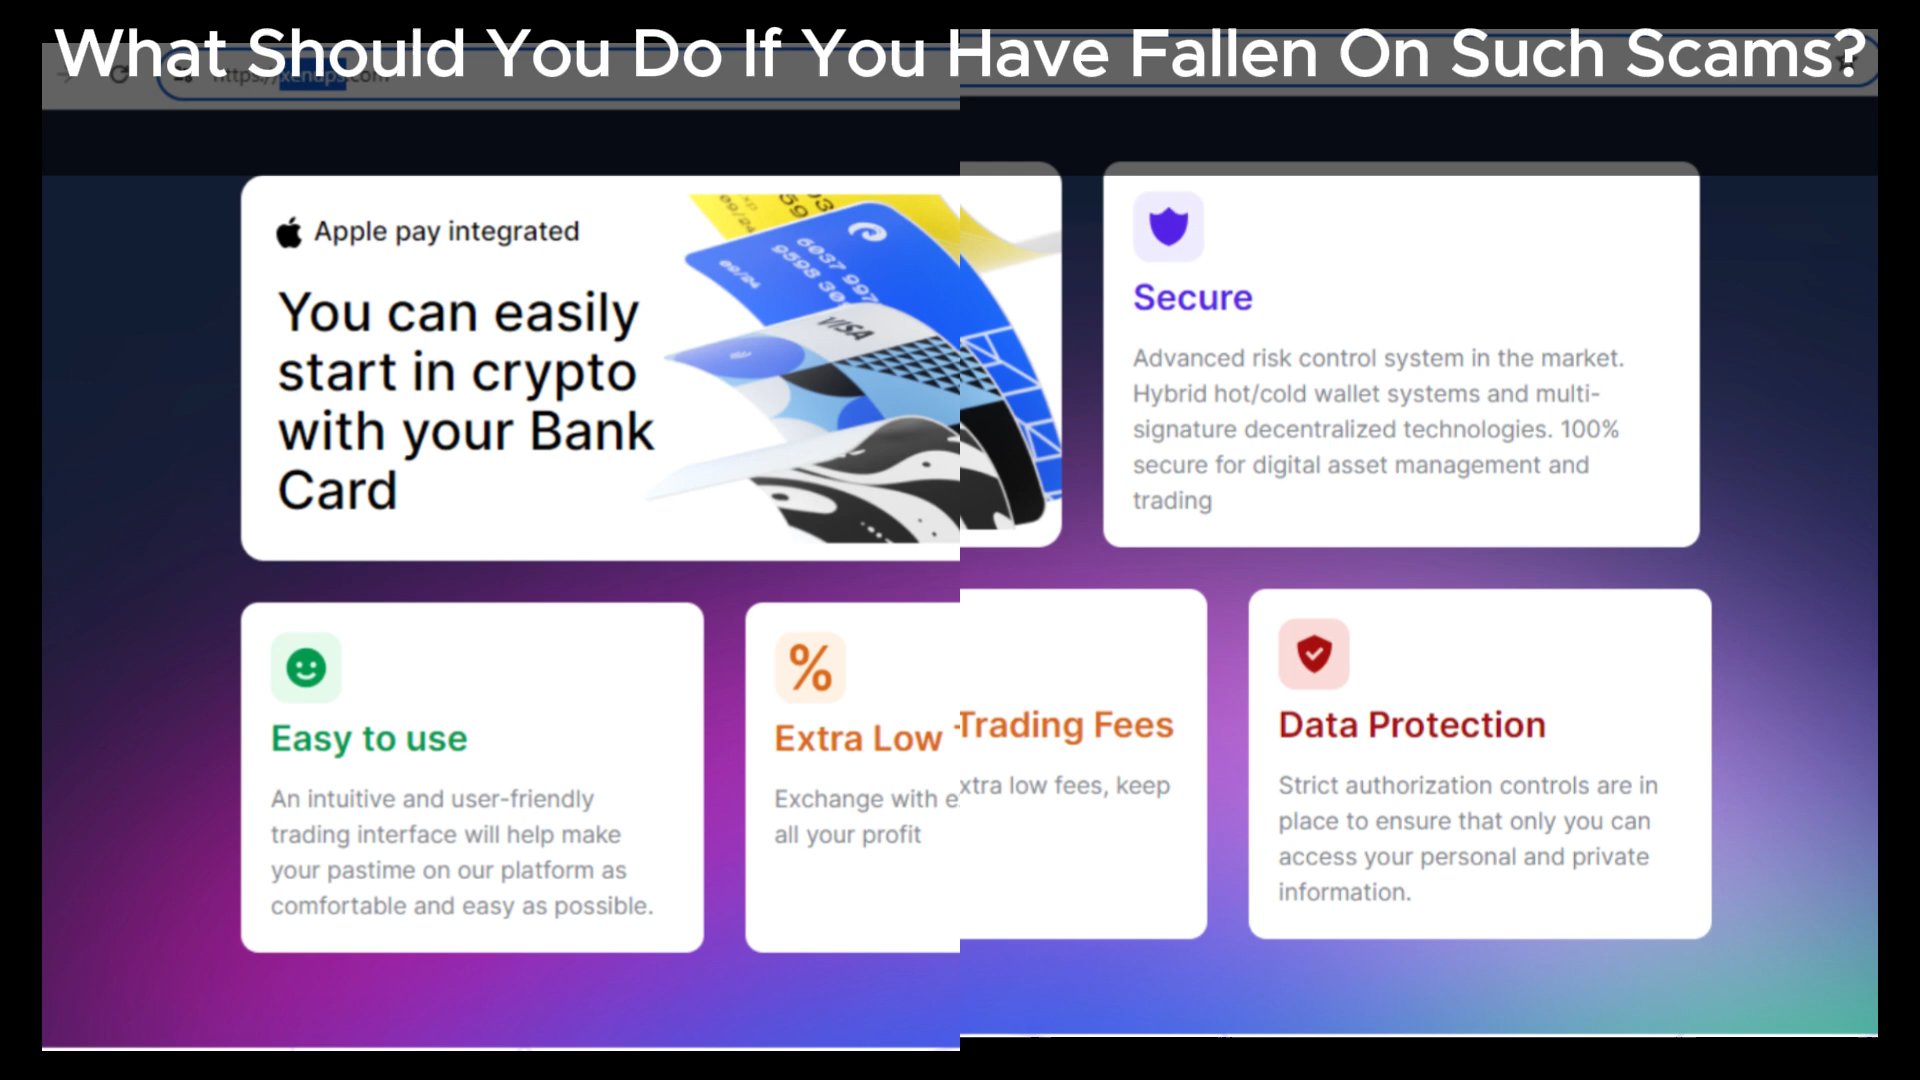 What Should You Do If You Have Fallen On Such Scams?
Apple pay integrated
You can easily
start in crypto
with your Bank
Card
VISA
Secure
Advanced risk control system in the market.
Hybrid hot/cold wallet systems and multi-
signature decentralized technologies. 100%
secure for digital asset management and
trading
Easy to use
An intuitive and user-friendly
trading interface will help make
your pastime on our platform as
comfortable and easy as possible.
%
Extra Low Trading Fees
Exchange with extra low fees, keep
all your profit
Data Protection
Strict authorization controls are in
place to ensure that only you can
access your personal and private
information.